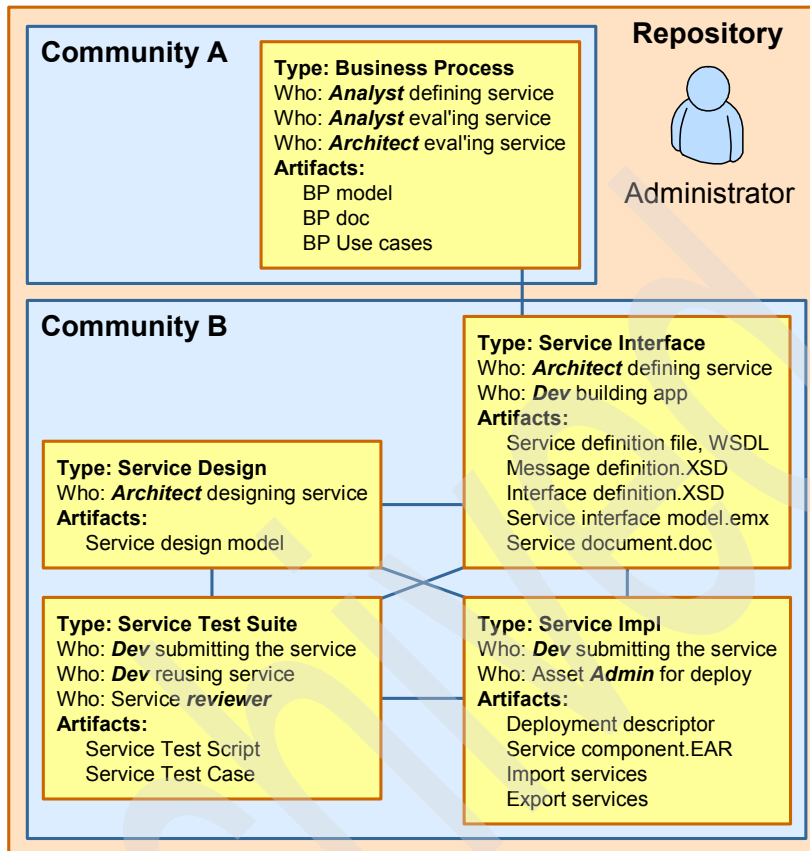 Repository
Administrator
Community A
Type: Business Process
Who: Analyst defining service
Who: Analyst eval'ing service
Who: Architect eval'ing service
Artifacts:
BP model
BP doc
BP Use cases
Community B
Type: Service Interface
Who: Architect defining service
Who: Dev building app
Artifacts:
Service definition file, WSDL
Message definition.XSD
Interface definition.XSD
Service interface model.emx
Service document.doc
Type: Service Design
Who: Architect designing service
Artifacts:
Service design model
Type: Service Test Suite
Who: Dev submitting the service
Who: Dev reusing service
Who: Service reviewer
Artifacts:
Service Test Script
Service Test Case
Type: Service Impl
Who: Dev submitting the service
Who: Asset Admin for deploy
Artifacts:
Deployment descriptor
Service component.EAR
Import services
Export services